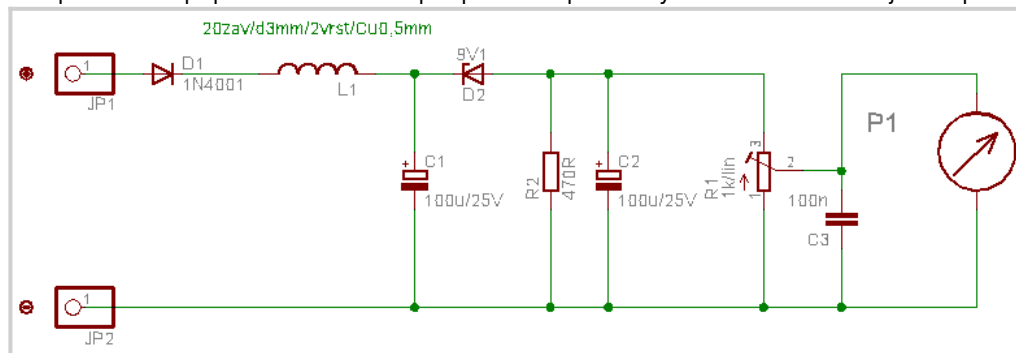 20zav/d3mm/2vrst/Cu0,5mm
1
JP1
D1
1N4001
L1
9V1
D2
C1
100u/25V
R2
470R
C2
100u/25V
R1
1k/lin
3
2
1
100n
C3
P1
1
JP2